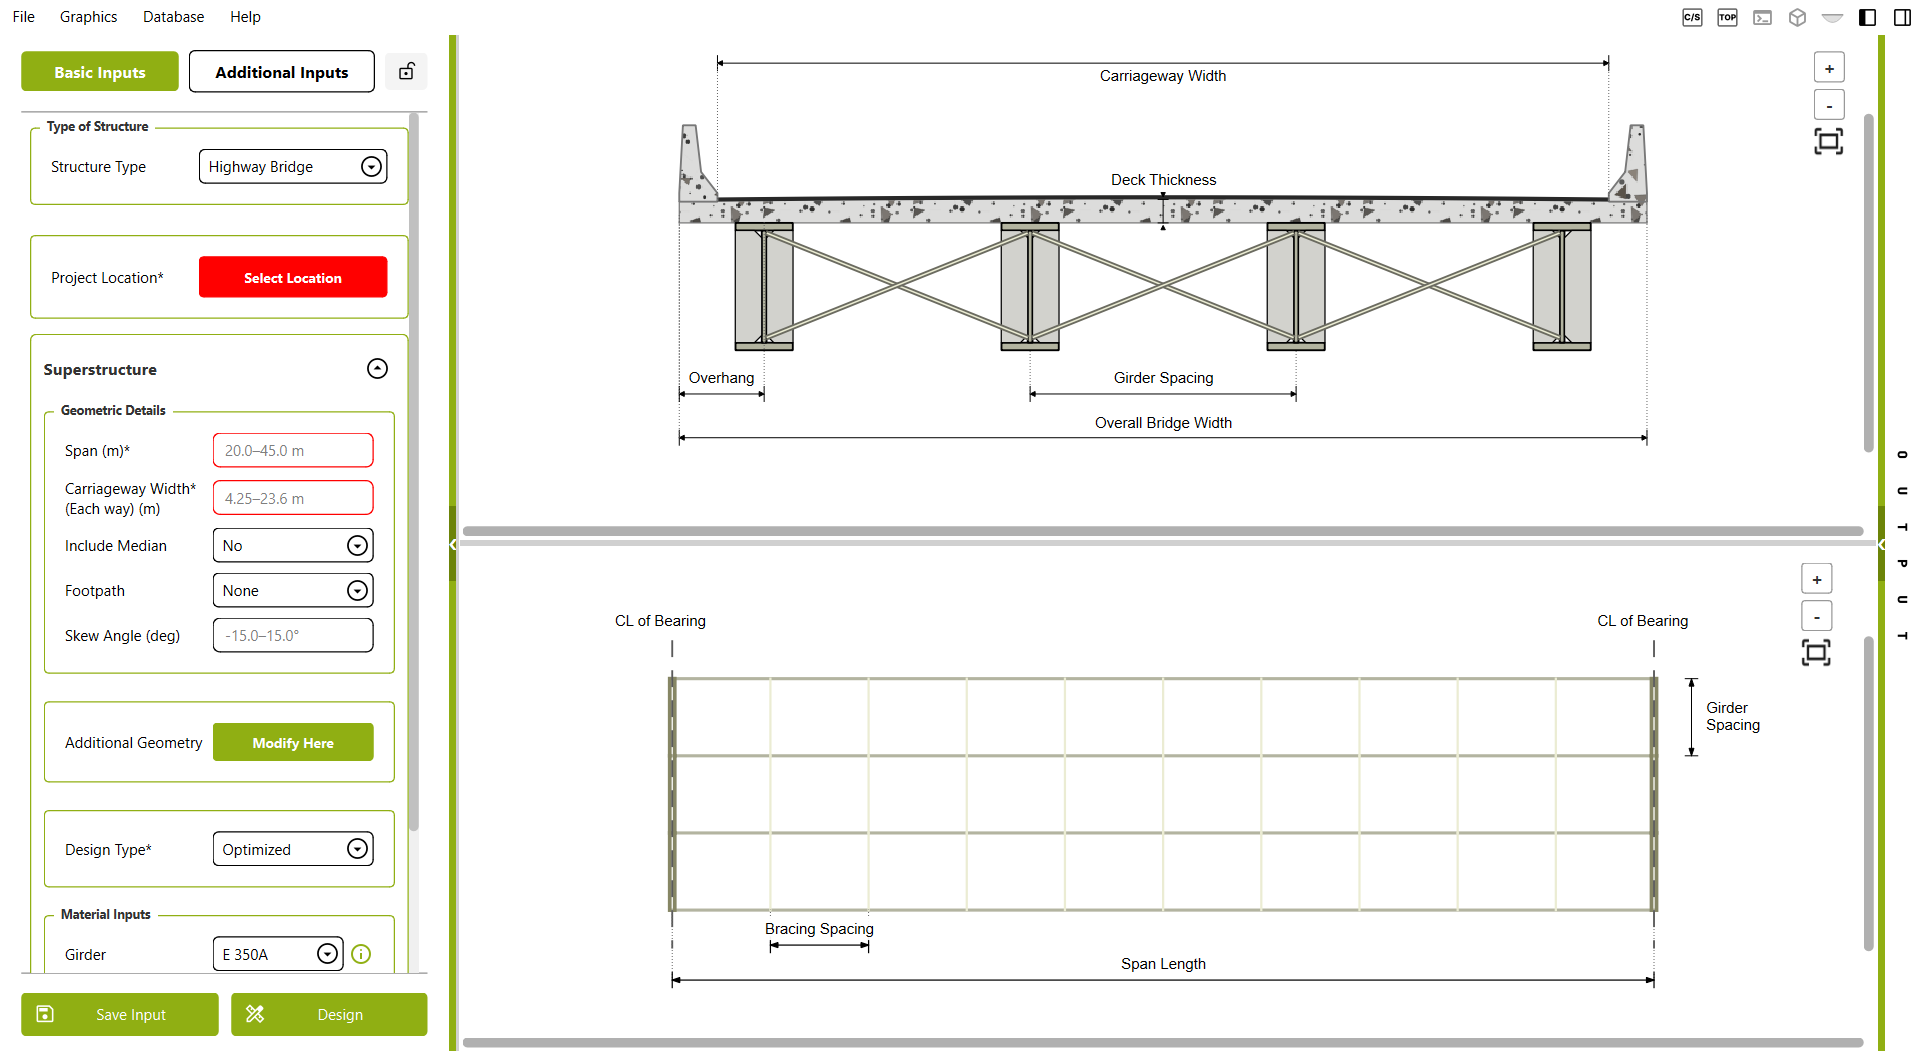 File Graphics Database Help
C/S TOP
Basic Inputs Additional Inputs
Type of Structure
Structure Type Highway Bridge
Project Location* Select Location
Superstructure
Geometric Details
Span (m)* 20.0–45.0 m
Carriageway Width*
(Each way) (m) 4.25–23.6 m
Include Median No
Footpath None
Skew Angle (deg) -15.0–15.0°
Additional Geometry Modify Here
Design Type* Optimized
Material Inputs
Girder E 350A
Save Input Design
Carriageway Width
Deck Thickness
Overhang Girder Spacing
Overall Bridge Width
+
-
CL of Bearing CL of Bearing
Girder
Spacing
Bracing Spacing
Span Length
+
-
OUTPUT